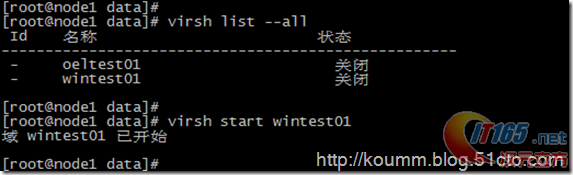 [root@node1 data]#
[root@node1 data]# virsh list --all
 Id    名称                         状态
----------------------------------------------------
 -     oeltest01                      关闭
 -     wintest01                      关闭

[root@node1 data]#
[root@node1 data]# virsh start wintest01
域 wintest01 已开始

[root@node1 data]#
IT165.net
http://koumm.blog.51cto.com